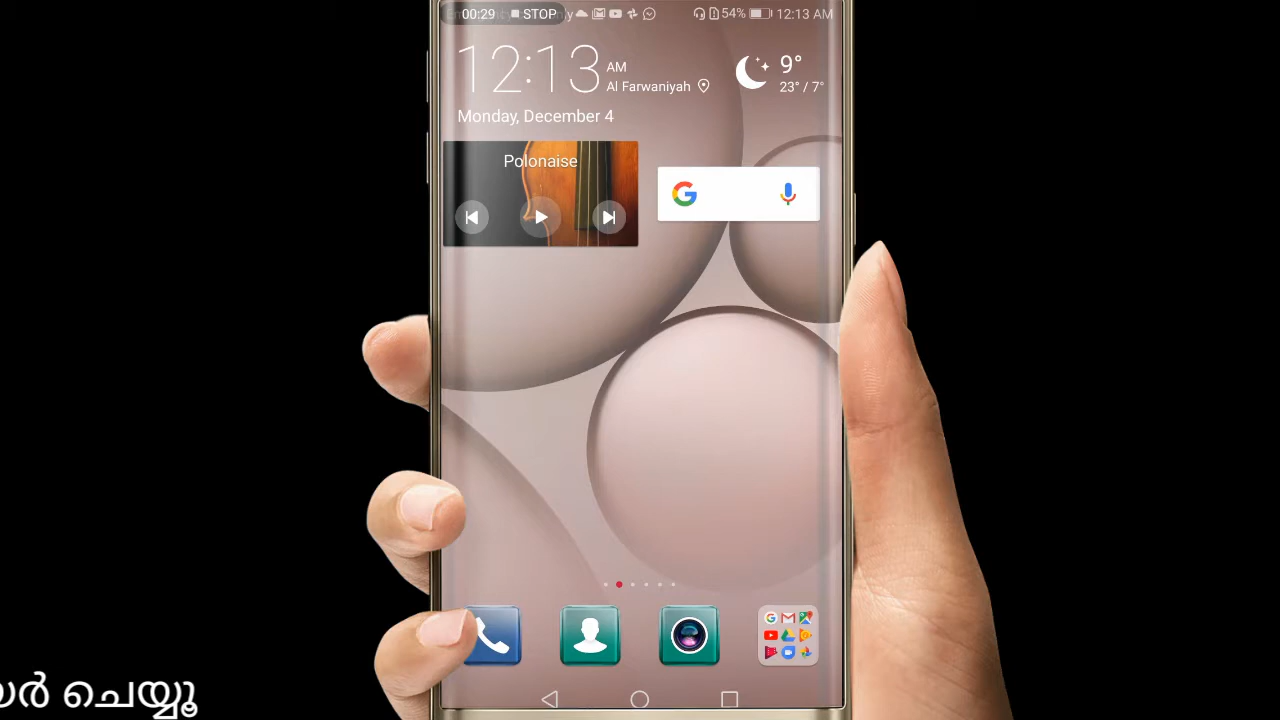 00:29 STOP 54% 12:13 AM
12:13 AM
Al Farwaniyah
9°
23° / 7°
Monday, December 4
Polonaise
യർ ചെയ്യൂ